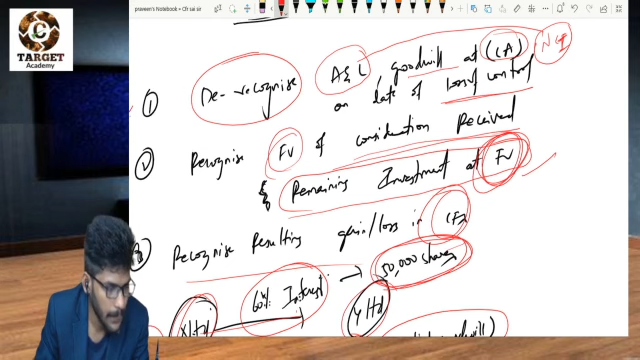 praween's Notebook • Ch sai sir
C
TARGET
Academy
① De-recognise A & L, goodwill at (CA) NCI
on date of loss of control
② Recognise FV of consideration Received
& Remaining Investment at FV
③ Recognise Resulting gain/loss in CFS
60% Interest → 50,000 shares
X Ltd Y Ltd